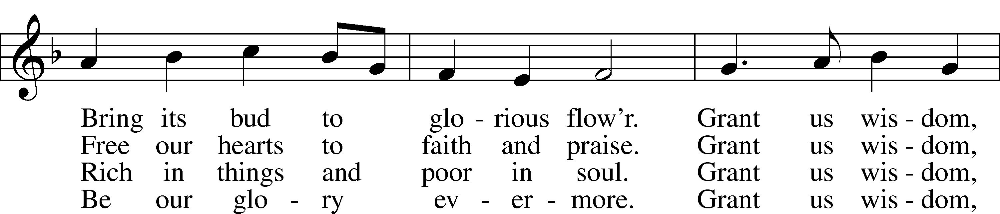 Bring its bud to glo - rious flow'r. Grant us wis - dom,
Free our hearts to faith and praise. Grant us wis - dom,
Rich in things and poor in soul. Grant us wis - dom,
Be our glo - ry ev - er - more. Grant us wis - dom,